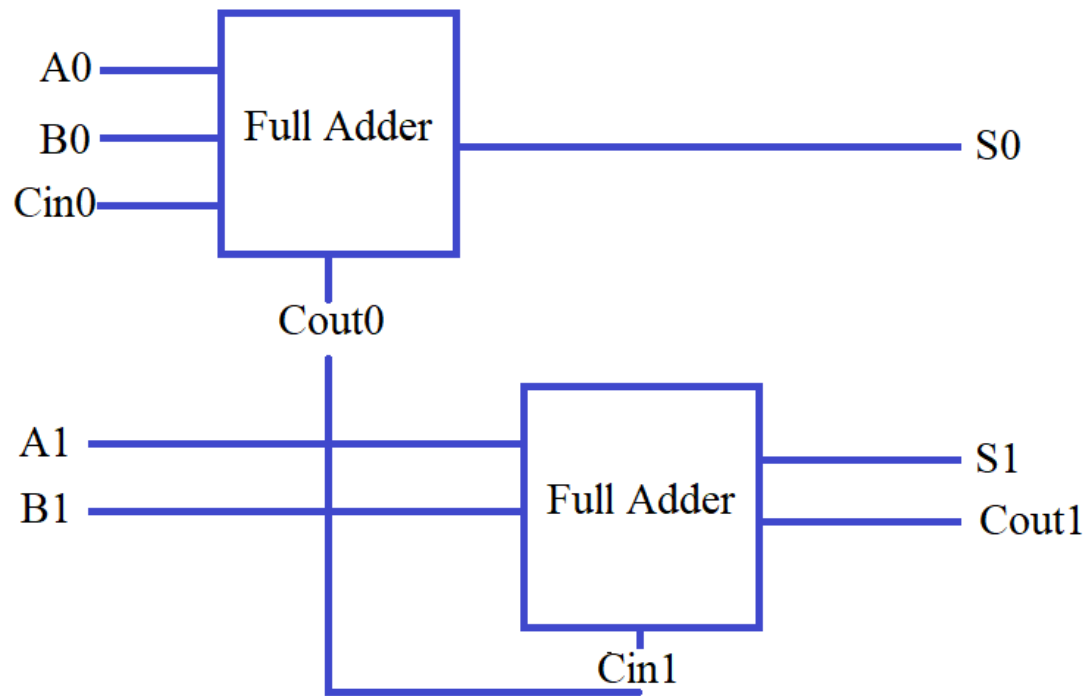 A0
B0
Cin0
Full Adder
S0
Cout0
A1
B1
Full Adder
S1
Cout1
Cin1